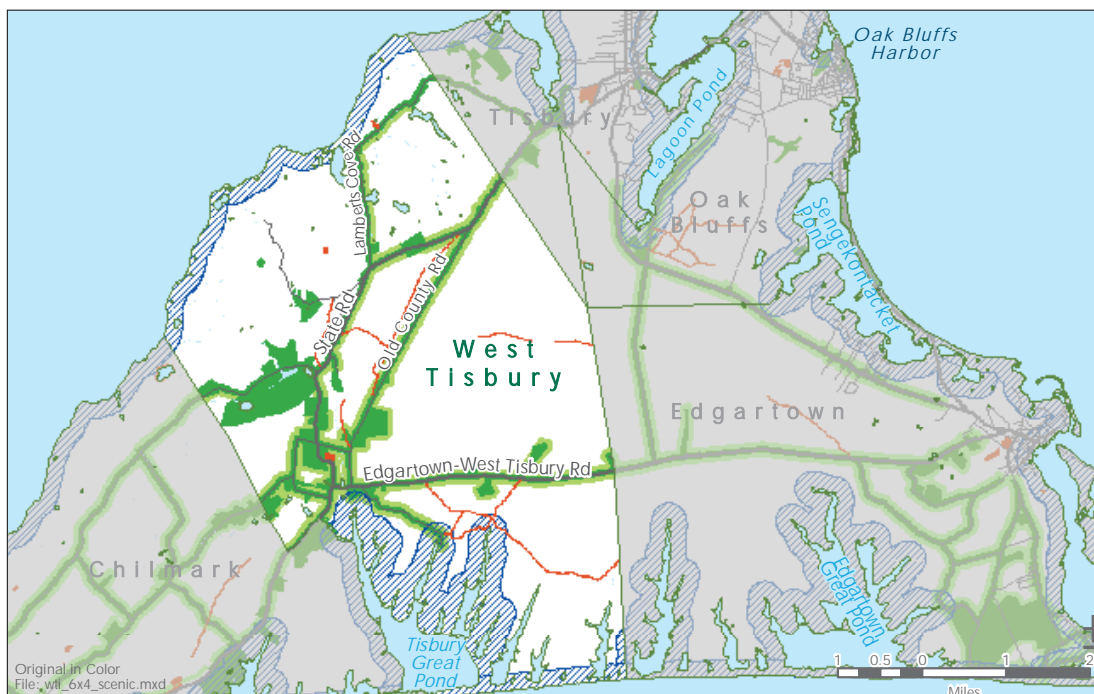 Oak Bluffs
Harbor
Tisbury
Lagoon Pond
Lamberts Cove Rd
Oak
Bluffs
Sengekontacket
Pond
State Rd
Old County Rd
West
Tisbury
Edgartown
Edgartown-West Tisbury Rd
Chilmark
Edgartown
Great Pond
Tisbury
Great
Pond
Original in Color
File: wti_6x4_scenic.mxd
1 0.5 0 1 2
Miles